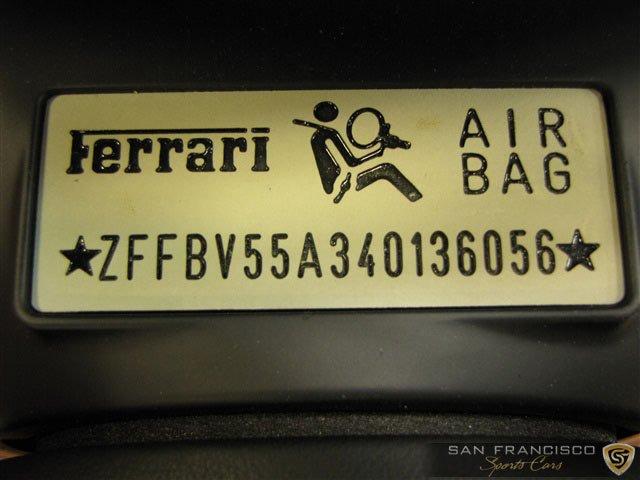 Ferrari
AIR
BAG
★ZFFBV55A340136056★
SAN FRANCISCO
Sports Cars